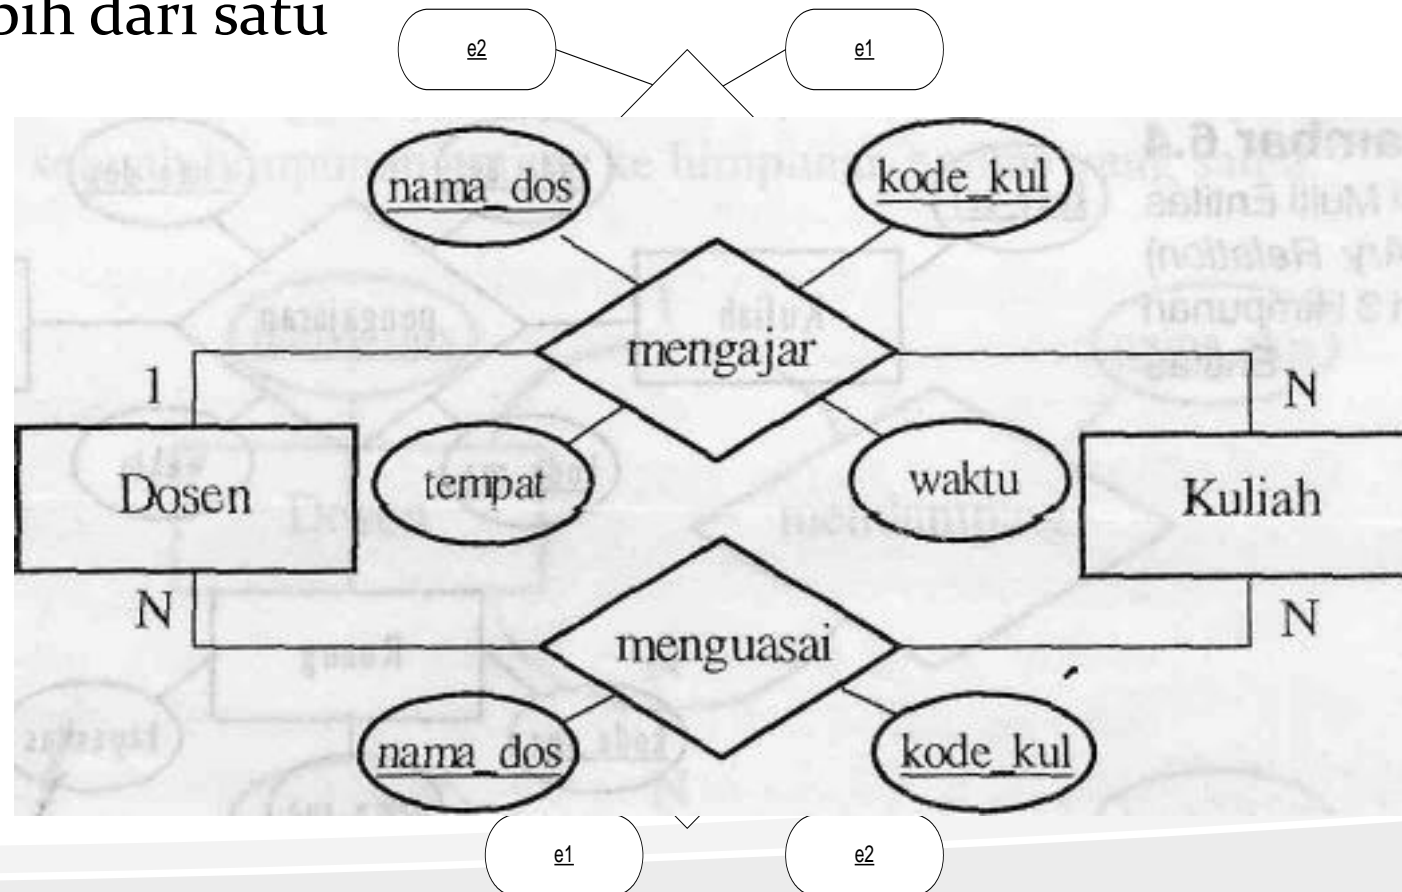 bih dari satu
e2
e1
nama_dos
kode_kul
mengajar
1
N
tempat
waktu
Dosen
Kuliah
N
N
menguasai
nama_dos
kode_kul
e1
e2